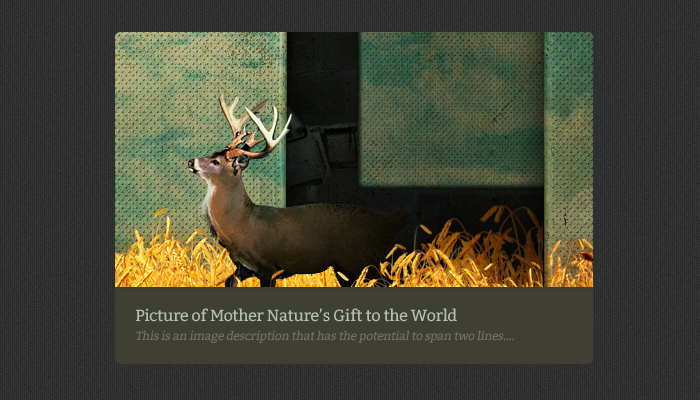 Picture of Mother Nature's Gift to the World
This is an image description that has the potential to span two lines....